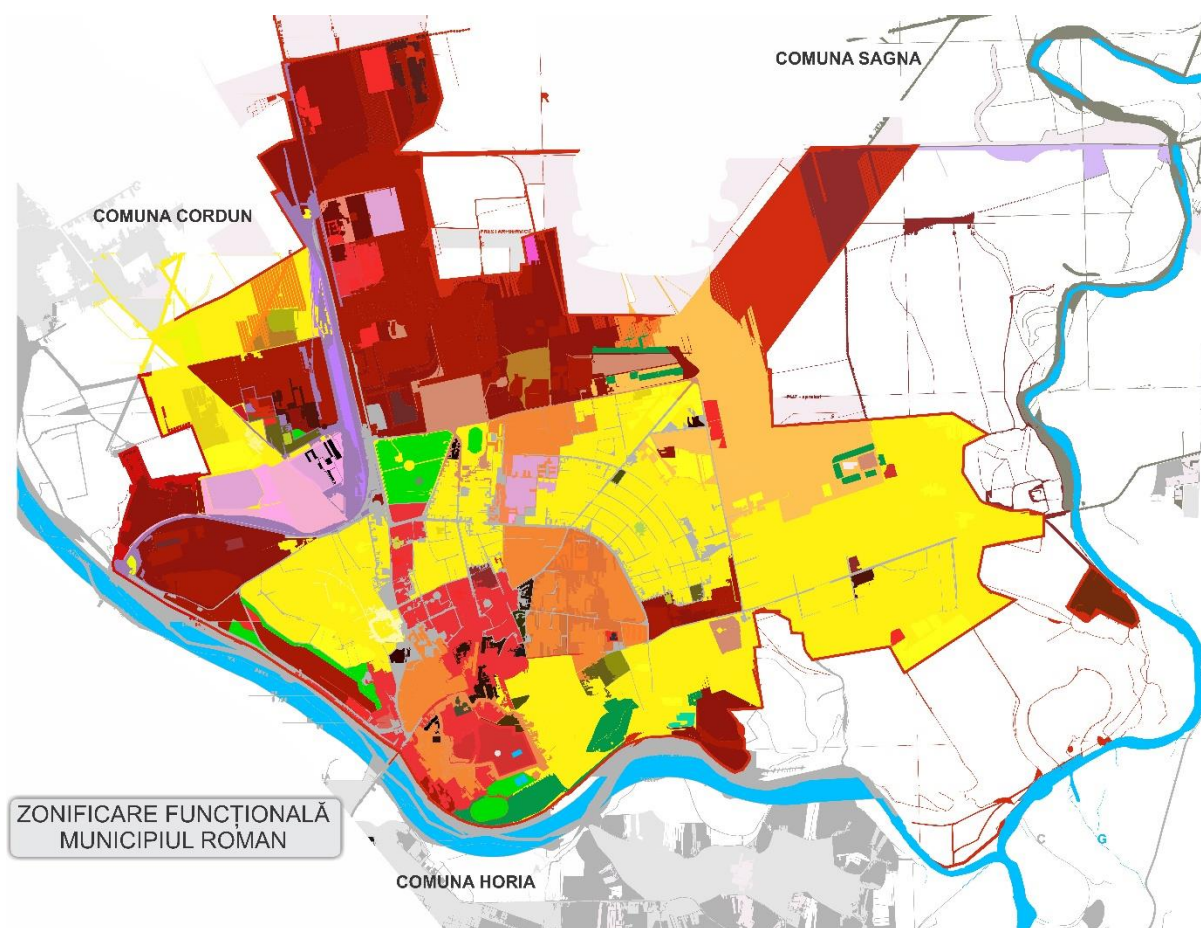 COMUNA SAGNA
COMUNA CORDUN
ZONIFICARE FUNCȚIONALĂ
MUNICIPIUL ROMAN
COMUNA HORIA
C
G